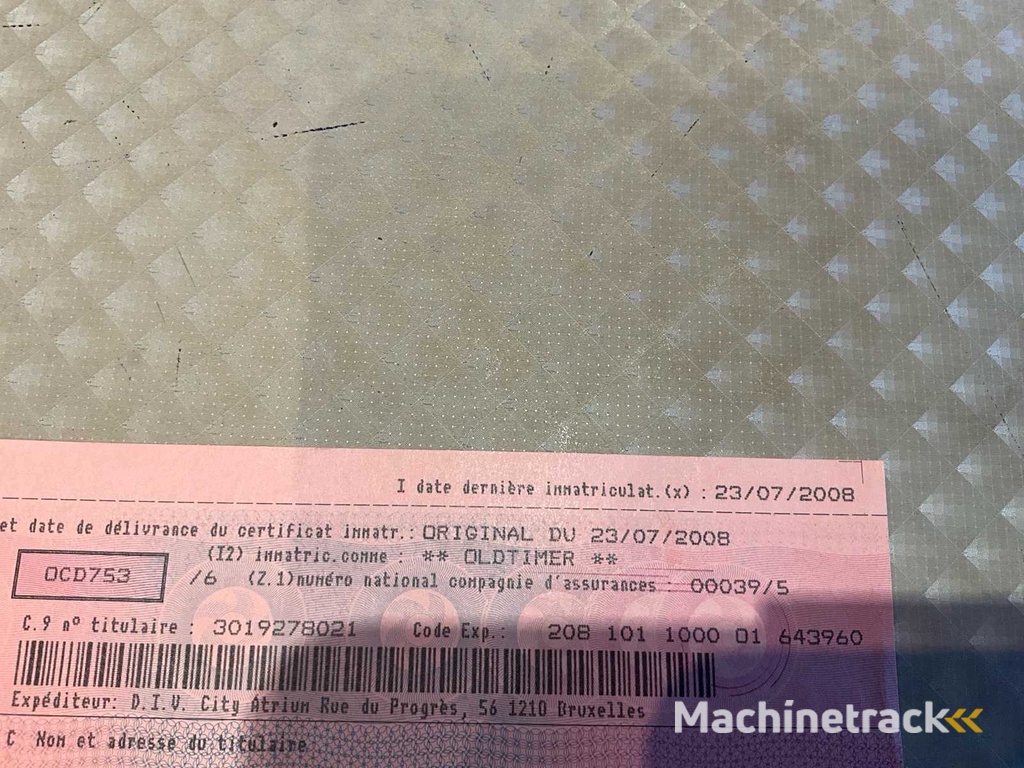 I date dernière immatriculat.(x) : 23/07/2008
et date de délivrance du certificat immatr.: ORIGINAL DU 23/07/2008
(I2) immatric.comme : ** OLDTIMER **
OCD753 /6 (Z.1)numéro national compagnie d'assurances : 00039/5
C.9 n° titulaire : 3019278021 Code Exp.: 208 101 1000 01 643960
Expéditeur: D.I.V. City Atrium Rue du Progrès, 56 1210 Bruxelles
C Nom et adresse du titulaire
Machinetrack